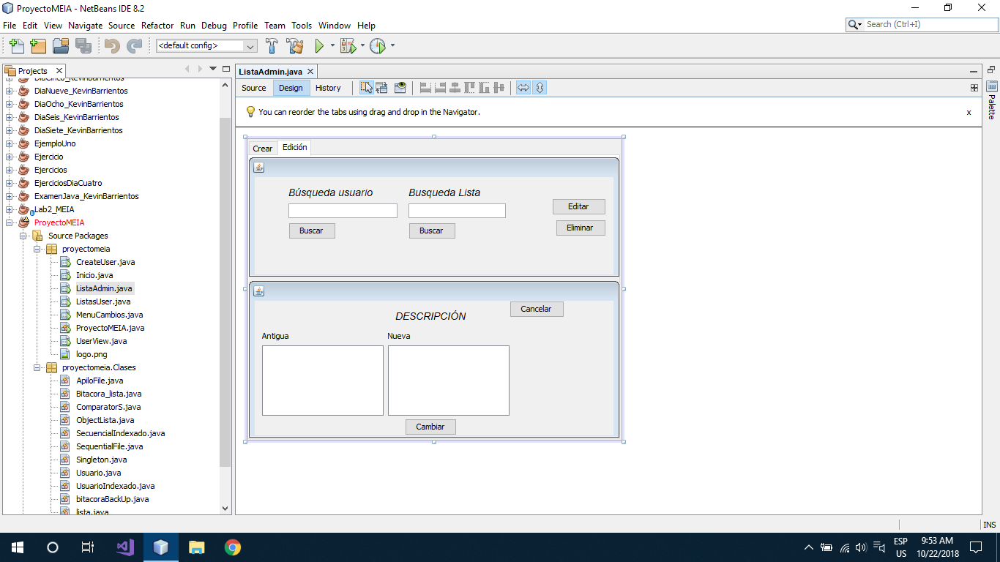 ProyectoMEIA - NetBeans IDE 8.2
File Edit View Navigate Source Refactor Run Debug Profile Team Tools Window Help
Search (Ctrl+I)
<default config>
Projects
ListaAdmin.java
Source Design History
You can reorder the tabs using drag and drop in the Navigator.
x
Palette
DiaCinco_KevinBarrientos
DiaNueve_KevinBarrientos
DiaOcho_KevinBarrientos
DiaSeis_KevinBarrientos
DiaSiete_KevinBarrientos
EjemploUno
Ejercicio
Ejercicios
EjerciciosDiaCuatro
ExamenJava_KevinBarrientos
Lab2_MEIA
ProyectoMEIA
Source Packages
proyectomeia
CreateUser.java
Inicio.java
ListaAdmin.java
ListasUser.java
MenuCambios.java
ProyectoMEIA.java
UserView.java
logo.png
proyectomeia.Clases
ApiloFile.java
Bitacora_lista.java
ComparatorS.java
ObjectLista.java
SecuencialIndexado.java
SequentialFile.java
Singleton.java
Usuario.java
UsuarioIndexado.java
bitacoraBackUp.java
lista.java
Crear Edición
Búsqueda usuario Busqueda Lista
Editar
Buscar Buscar
Eliminar
Cancelar
DESCRIPCIÓN
Antigua Nueva
Cambiar
INS
ESP
US
9:53 AM
10/22/2018